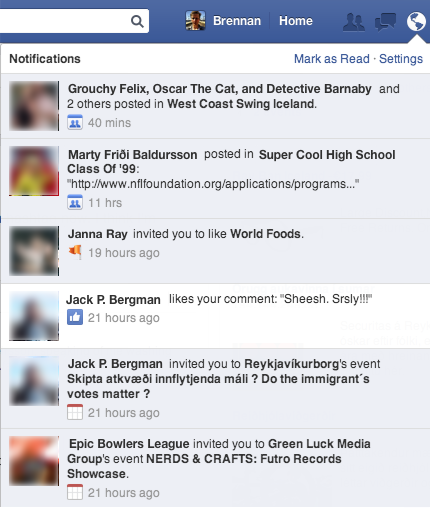 Brennan Home
Notifications Mark as Read · Settings
Grouchy Felix, Oscar The Cat, and Detective Barnaby and
2 others posted in West Coast Swing Iceland.
40 mins
Marty Friði Baldursson posted in Super Cool High School
Class Of '99:
"http://www.nflfoundation.org/applications/programs..."
11 hrs
Janna Ray invited you to like World Foods.
19 hours ago
Jack P. Bergman likes your comment: "Sheesh. Srsly!!!"
21 hours ago
Jack P. Bergman invited you to Reykjavíkurborg's event
Skipta atkvæði innflytjenda máli ? Do the immigrant´s
votes matter ?
21 hours ago
Epic Bowlers League invited you to Green Luck Media
Group's event NERDS & CRAFTS: Futro Records
Showcase.
21 hours ago